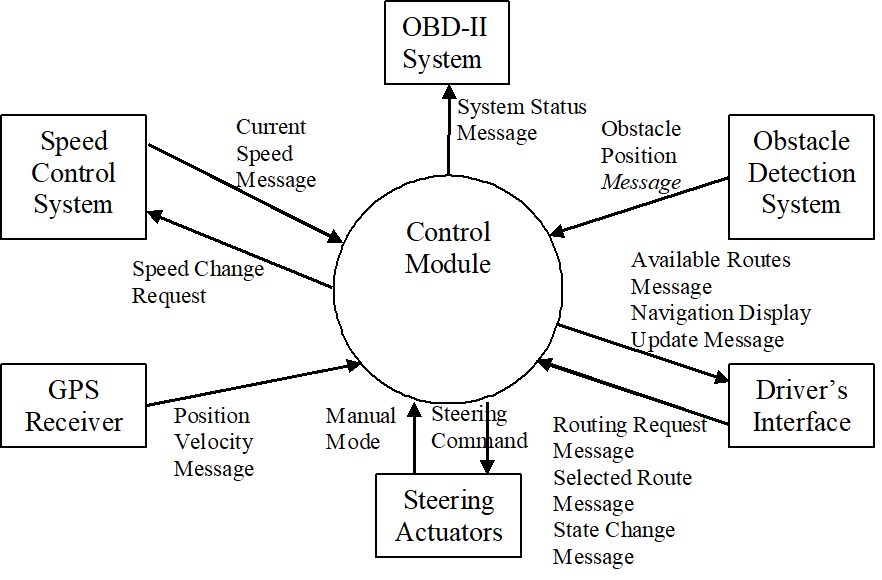 OBD-II
System
System Status
Message
Speed
Control
System
Current
Speed
Message
Obstacle
Position
Message
Obstacle
Detection
System
Control
Module
Speed Change
Request
Available Routes
Message
Navigation Display
Update Message
GPS
Receiver
Position
Velocity
Message
Manual
Mode
Steering
Command
Driver's
Interface
Routing Request
Message
Selected Route
Message
State Change
Message
Steering
Actuators